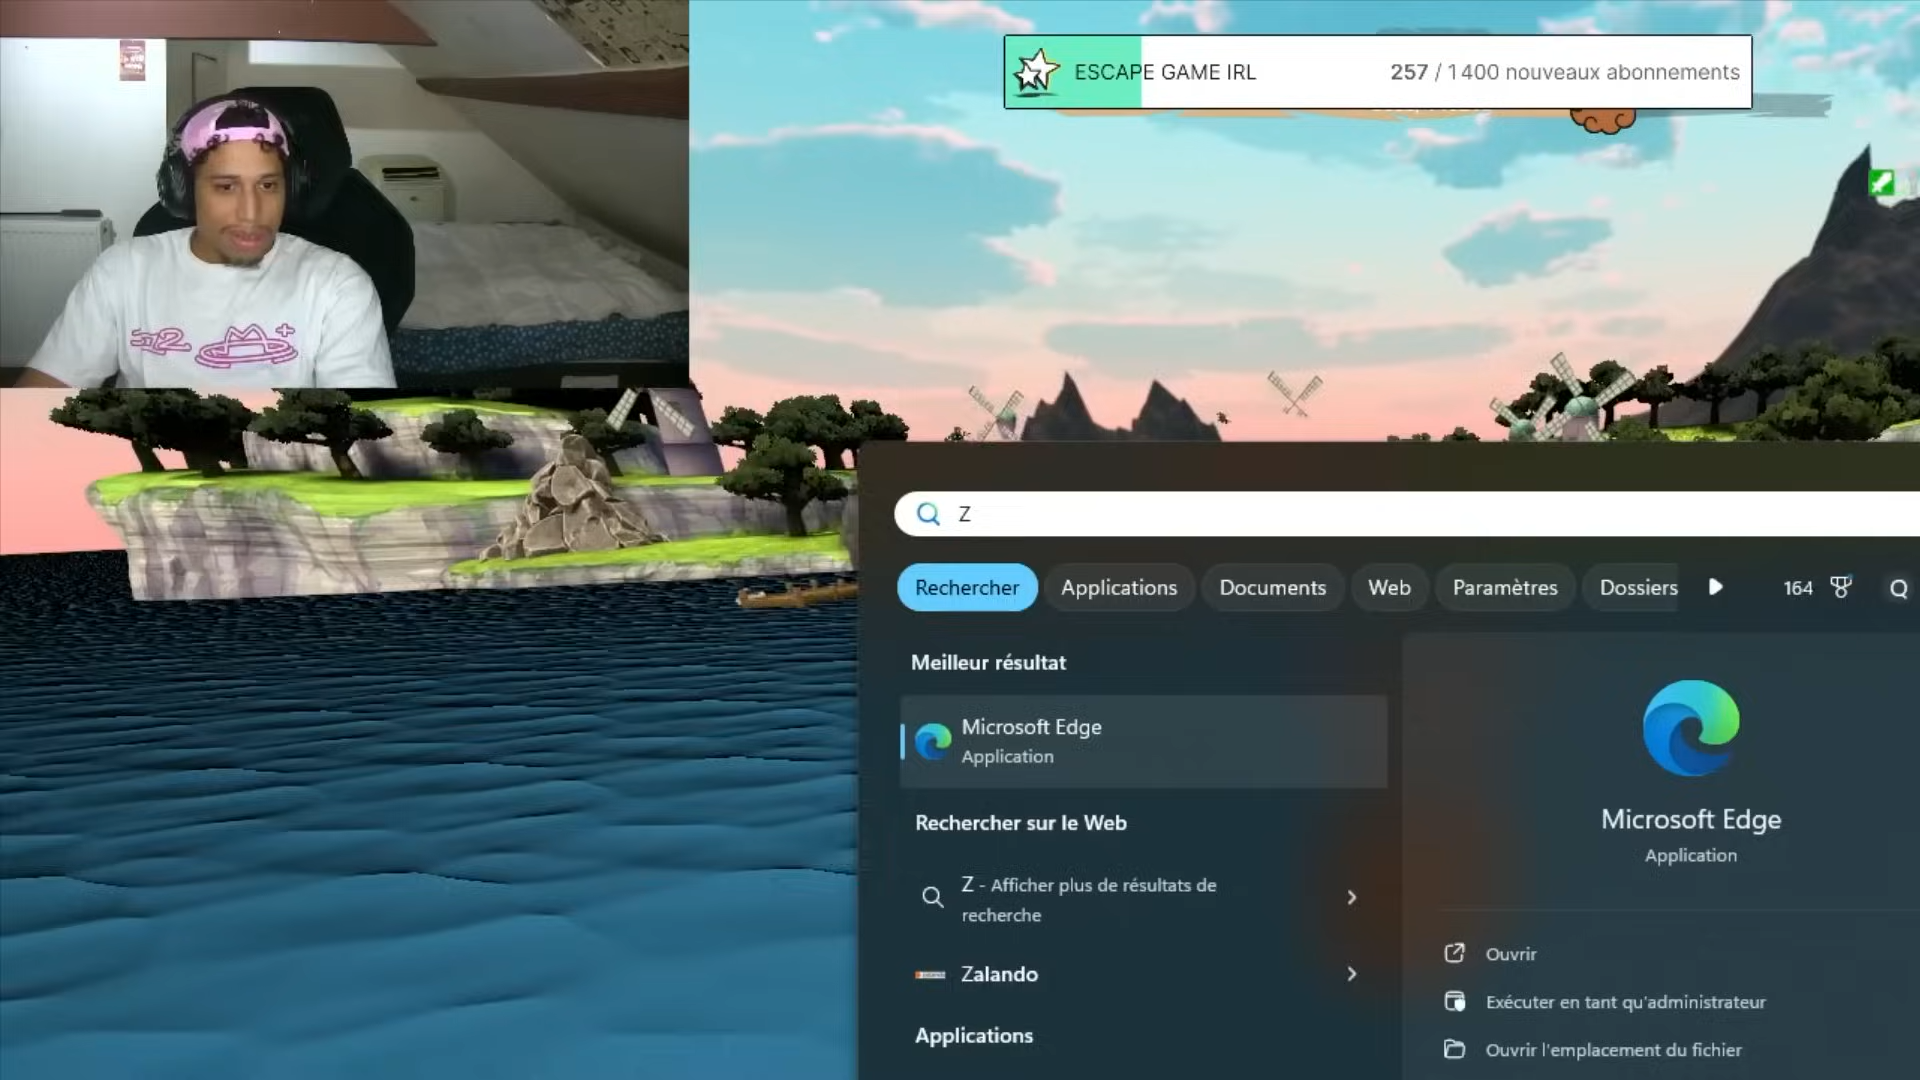 ESCAPE GAME IRL
257 / 1 400 nouveaux abonnements
Z
Rechercher
Applications
Documents
Web
Paramètres
Dossiers
164
Q
Meilleur résultat
Microsoft Edge
Application
Rechercher sur le Web
Z - Afficher plus de résultats de
recherche
Zalando
Applications
Microsoft Edge
Application
Ouvrir
Exécuter en tant qu'administrateur
Ouvrir l'emplacement du fichier